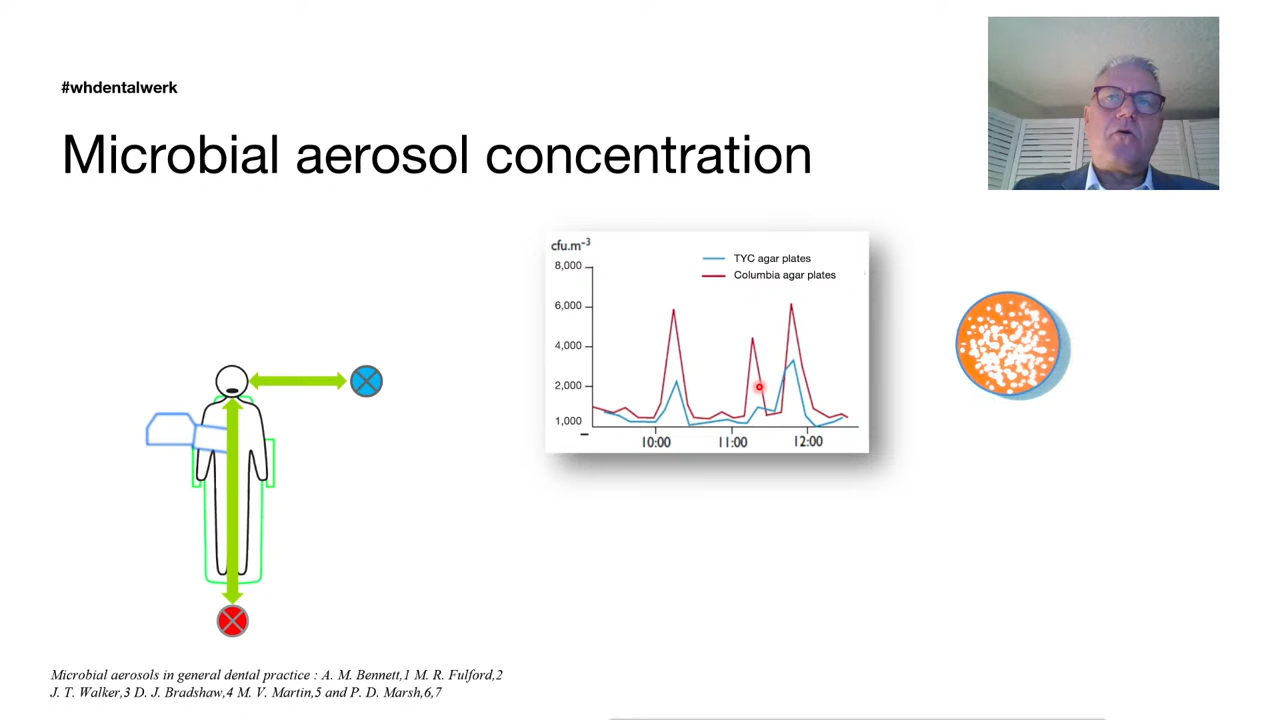 #whdentalwerk
Microbial aerosol concentration
cfu.m⁻³
TYC agar plates
Columbia agar plates
8,000
6,000
4,000
2,000
1,000
10:00
11:00
12:00
Microbial aerosols in general dental practice : A. M. Bennett,1 M. R. Fulford,2
J. T. Walker,3 D. J. Bradshaw,4 M. V. Martin,5 and P. D. Marsh,6,7